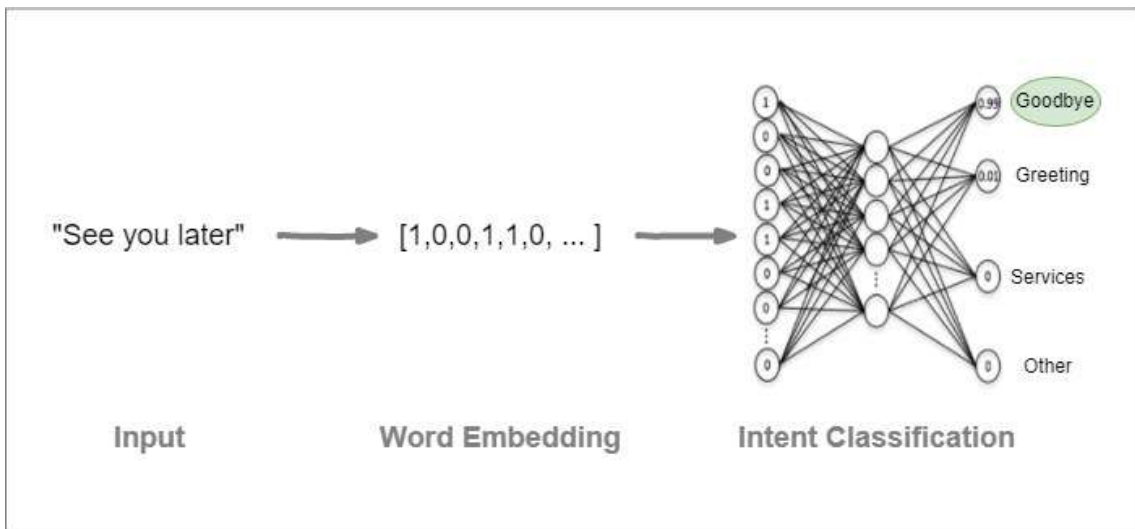 1
0
0
1
1
0
0
0
0.99
Goodbye
0.01
Greeting
0
Services
0
Other
"See you later"
[1,0,0,1,1,0, ... ]
Input
Word Embedding
Intent Classification